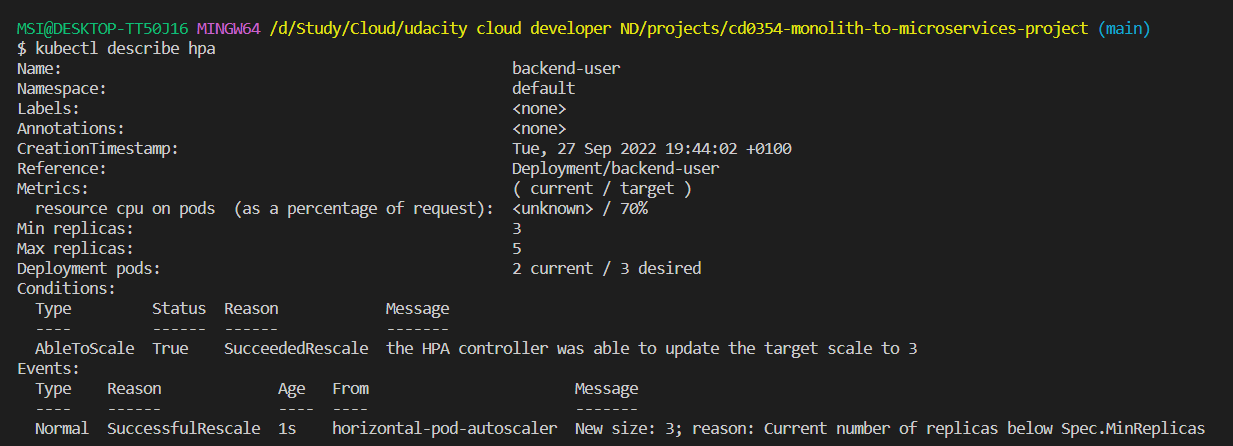 MSI@DESKTOP-TT50J16 MINGW64 /d/Study/Cloud/udacity cloud developer ND/projects/cd0354-monolith-to-microservices-project (main)
$ kubectl describe hpa
Name: backend-user
Namespace: default
Labels: <none>
Annotations: <none>
CreationTimestamp: Tue, 27 Sep 2022 19:44:02 +0100
Reference: Deployment/backend-user
Metrics: ( current / target )
  resource cpu on pods  (as a percentage of request): <unknown> / 70%
Min replicas: 3
Max replicas: 5
Deployment pods: 2 current / 3 desired
Conditions:
  Type         Status  Reason            Message
  ----         ------  ------            -------
  AbleToScale  True    SucceededRescale  the HPA controller was able to update the target scale to 3
Events:
  Type    Reason             Age   From                       Message
  ----    ------             ----  ----                       -------
  Normal  SuccessfulRescale  1s    horizontal-pod-autoscaler  New size: 3; reason: Current number of replicas below Spec.MinReplicas